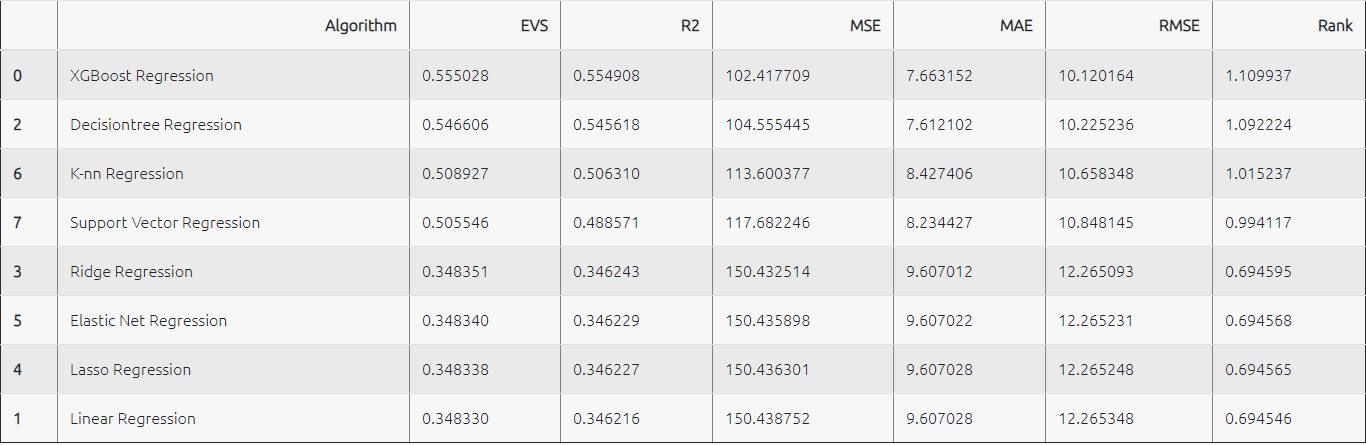 Algorithm EVS R2 MSE MAE RMSE Rank
0 XGBoost Regression 0.555028 0.554908 102.417709 7.663152 10.120164 1.109937
2 Decisiontree Regression 0.546606 0.545618 104.555445 7.612102 10.225236 1.092224
6 K-nn Regression 0.508927 0.506310 113.600377 8.427406 10.658348 1.015237
7 Support Vector Regression 0.505546 0.488571 117.682246 8.234427 10.848145 0.994117
3 Ridge Regression 0.348351 0.346243 150.432514 9.607012 12.265093 0.694595
5 Elastic Net Regression 0.348340 0.346229 150.435898 9.607022 12.265231 0.694568
4 Lasso Regression 0.348338 0.346227 150.436301 9.607028 12.265248 0.694565
1 Linear Regression 0.348330 0.346216 150.438752 9.607028 12.265348 0.694546